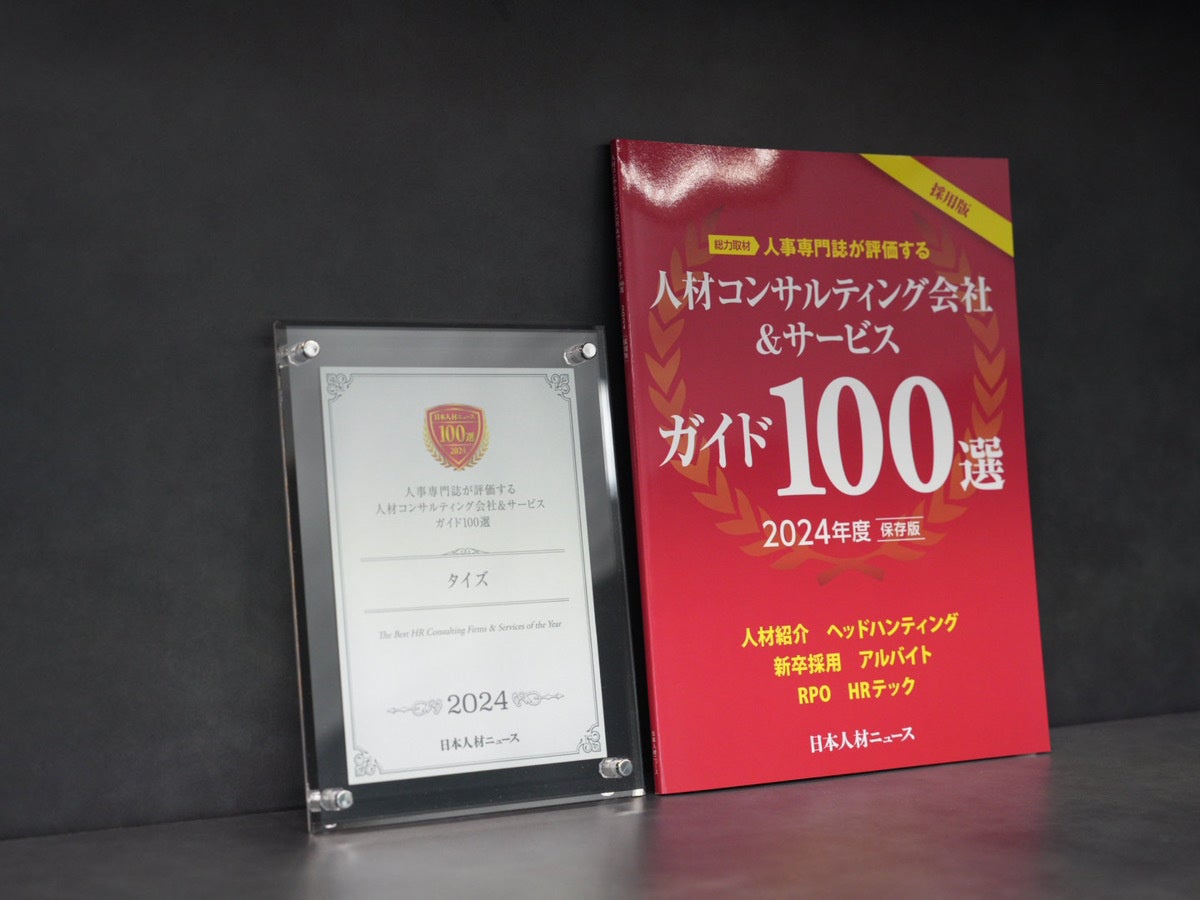 日本人材ニュース
100選
2024
人事専門誌が評価する
人材コンサルティング会社&サービス
ガイド100選
タイズ
The Best HR Consulting Firms & Services of the Year
2024
日本人材ニュース
採用版
総力取材 人事専門誌が評価する
人材コンサルティング会社
&サービス
ガイド100選
2024年度 保存版
人材紹介 ヘッドハンティング
新卒採用 アルバイト
RPO HRテック
日本人材ニュース
日本人材ニュース